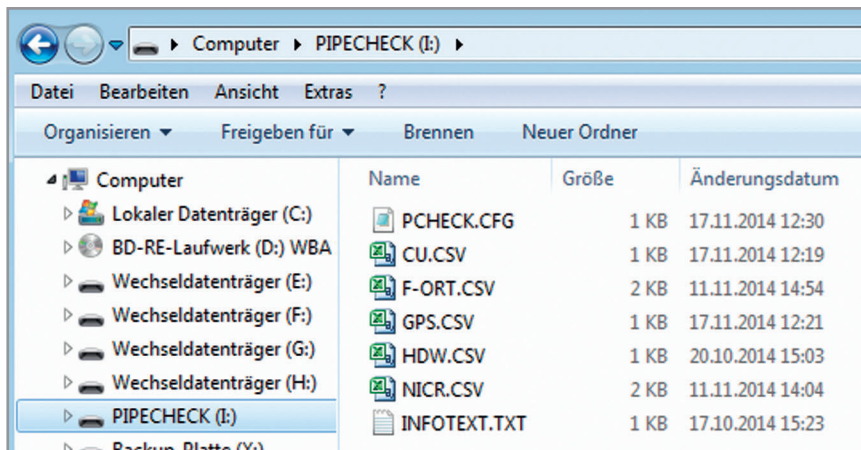 Computer PIPECHECK (I:)
Datei Bearbeiten Ansicht Extras ?
Organisieren Freigeben für Brennen Neuer Ordner
Computer
Lokaler Datenträger (C:)
BD-RE-Laufwerk (D:) WBA
Wechseldatenträger (E:)
Wechseldatenträger (F:)
Wechseldatenträger (G:)
Wechseldatenträger (H:)
PIPECHECK (I:)
Backup-Platte (Y:)
Name Größe Änderungsdatum
PCHECK.CFG 1 KB 17.11.2014 12:30
CU.CSV 1 KB 17.11.2014 12:19
F-ORT.CSV 2 KB 11.11.2014 14:54
GPS.CSV 1 KB 17.11.2014 12:21
HDW.CSV 1 KB 20.10.2014 15:03
NICR.CSV 2 KB 11.11.2014 14:04
INFOTEXT.TXT 1 KB 17.10.2014 15:23